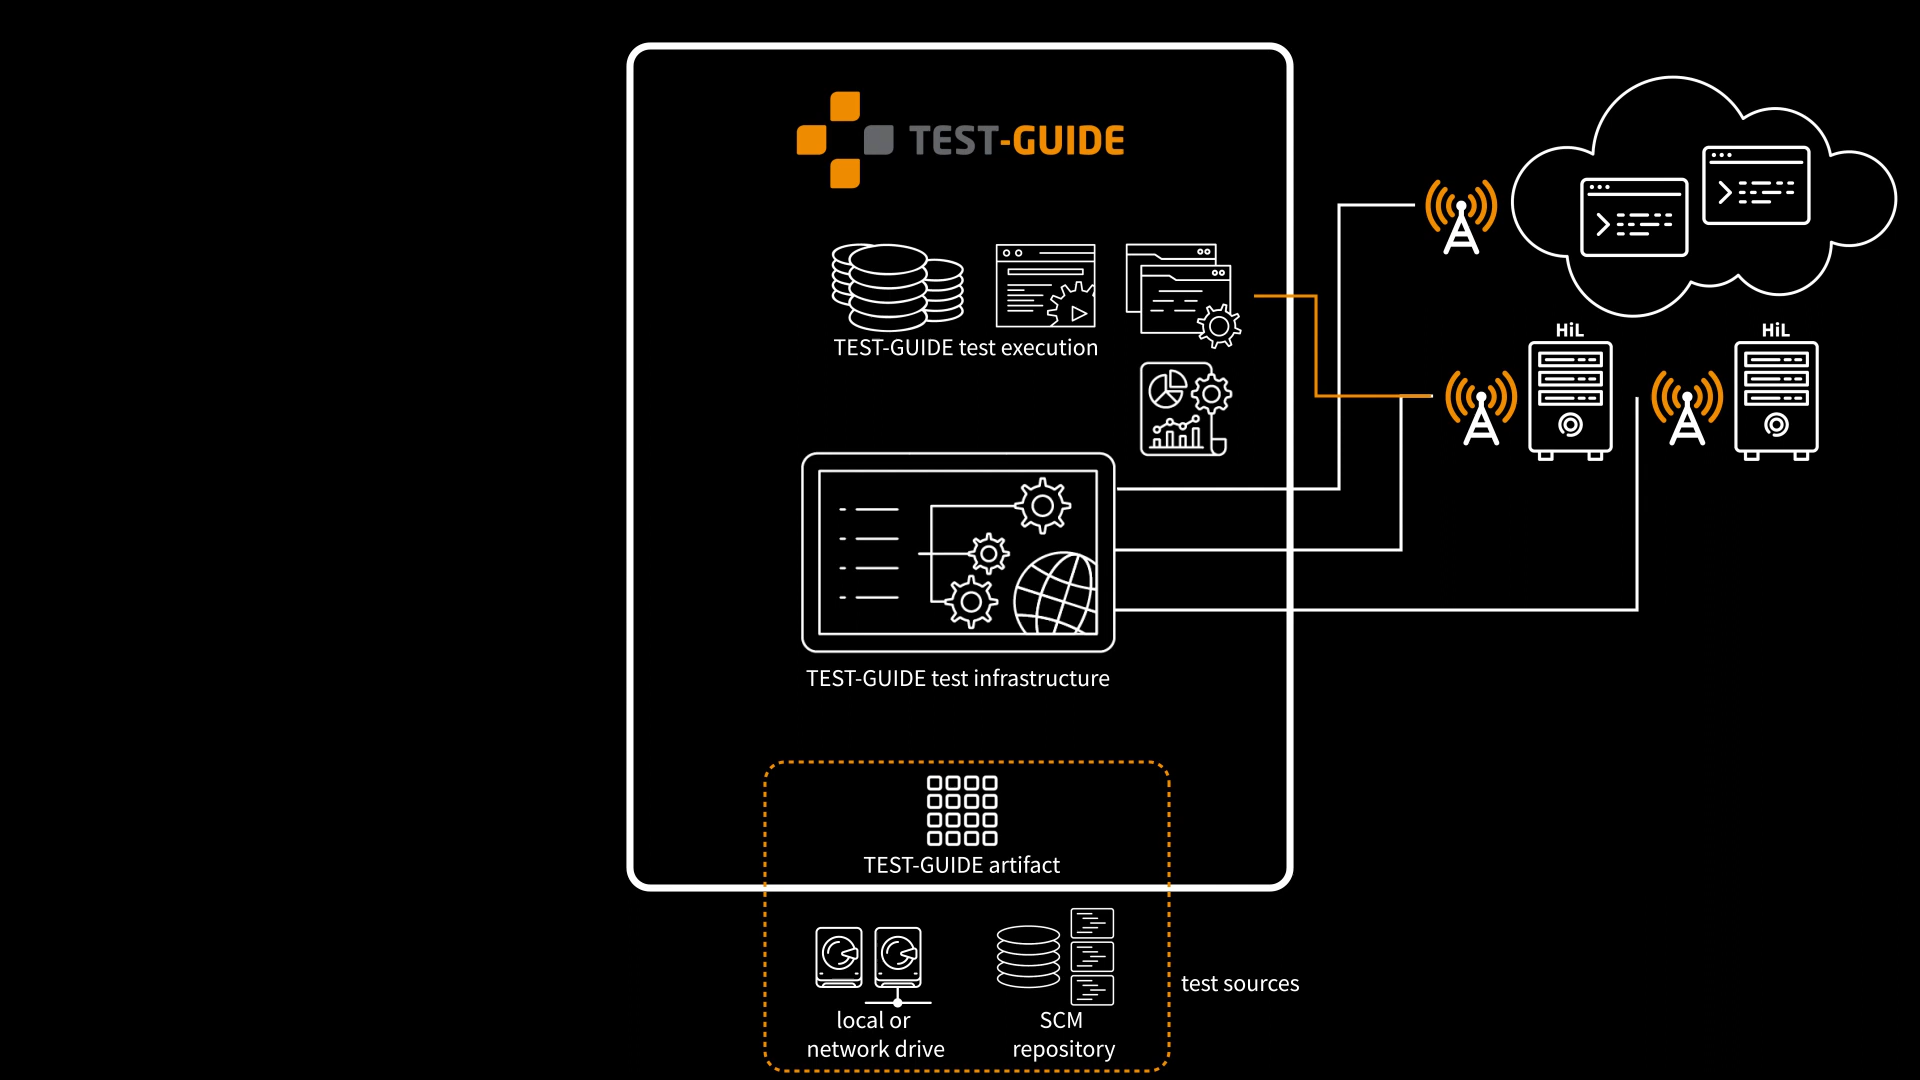 TEST-GUIDE
TEST-GUIDE test execution
HiL
HiL
TEST-GUIDE test infrastructure
TEST-GUIDE artifact
test sources
local or
network drive
SCM
repository